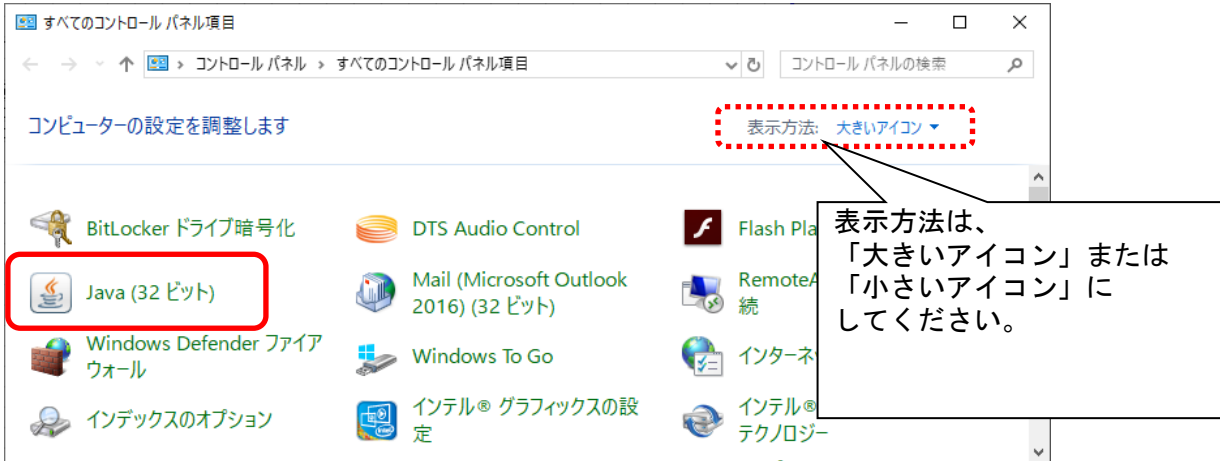 すべてのコントロール パネル項目
コントロール パネル › すべてのコントロール パネル項目
コントロール パネルの検索
コンピューターの設定を調整します
表示方法: 大きいアイコン
表示方法は、
「大きいアイコン」または
「小さいアイコン」に
してください。
BitLocker ドライブ暗号化
DTS Audio Control
Flash Pla
Java (32 ビット)
Mail (Microsoft Outlook
2016) (32 ビット)
RemoteA
続
Windows Defender ファイア
ウォール
Windows To Go
インターネ
インデックスのオプション
インテル® グラフィックスの設
定
インテル®
テクノロジー